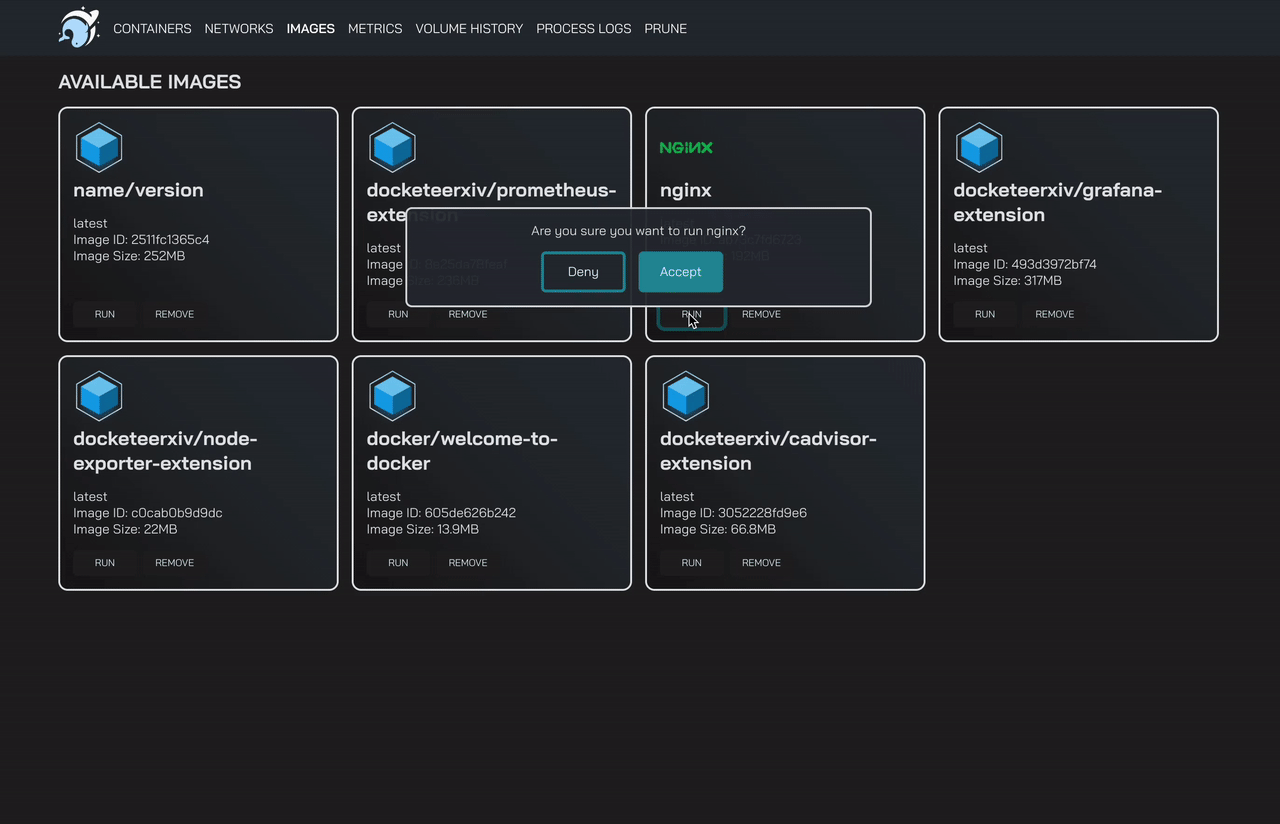 CONTAINERS NETWORKS IMAGES METRICS VOLUME HISTORY PROCESS LOGS PRUNE
AVAILABLE IMAGES
name/version
latest
Image ID: 2511fc1365c4
Image Size: 252MB
RUN REMOVE
docketeerxiv/prometheus-
extension
latest
Image
Image
RUN REMOVE
NGINX
nginx
RUN REMOVE
docketeerxiv/grafana-
extension
latest
Image ID: 493d3972bf74
Image Size: 317MB
RUN REMOVE
Are you sure you want to run nginx?
Deny Accept
docketeerxiv/node-
exporter-extension
latest
Image ID: c0cab0b9d9dc
Image Size: 22MB
RUN REMOVE
docker/welcome-to-
docker
latest
Image ID: 605de626b242
Image Size: 13.9MB
RUN REMOVE
docketeerxiv/cadvisor-
extension
latest
Image ID: 3052228fd9e6
Image Size: 66.8MB
RUN REMOVE